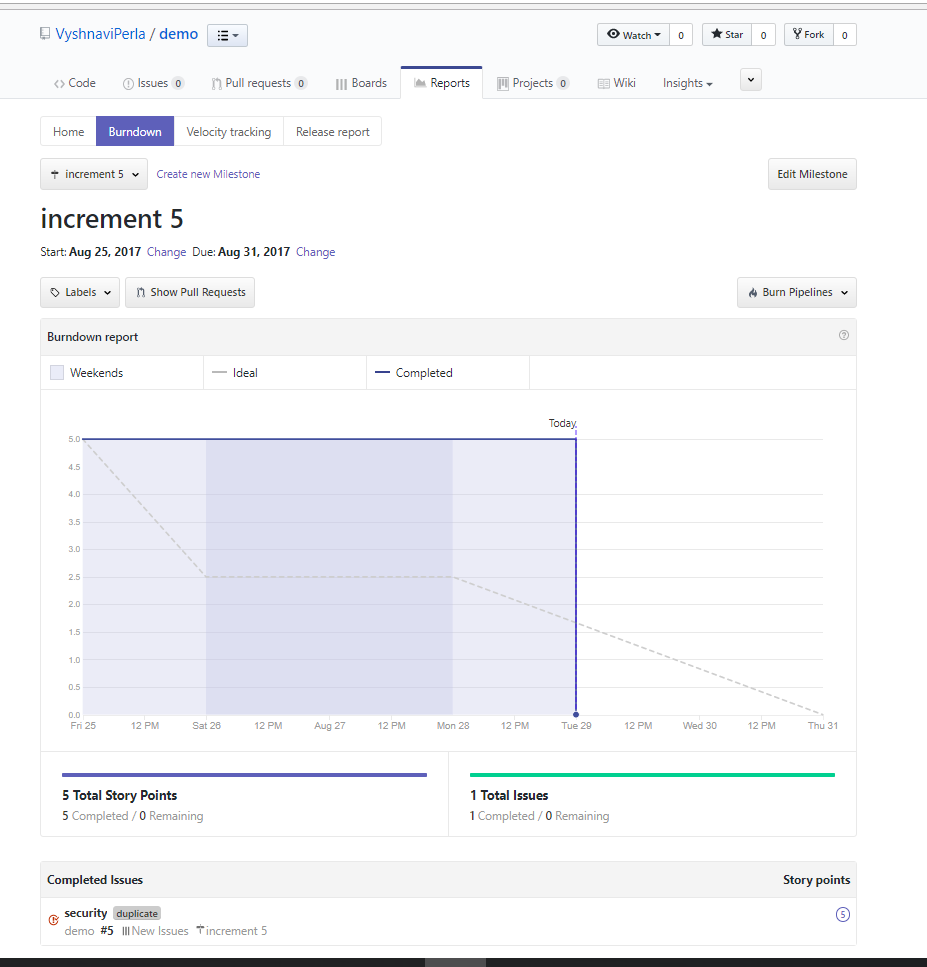 VyshnaviPerla / demo
Watch 0 Star 0 Fork 0
Code Issues 0 Pull requests 0 Boards Reports Projects 0 Wiki Insights
Home Burndown Velocity tracking Release report
increment 5 Create new Milestone Edit Milestone
increment 5
Start: Aug 25, 2017 Change Due: Aug 31, 2017 Change
Labels Show Pull Requests Burn Pipelines
Burndown report
Weekends Ideal Completed
Today
5.0
4.5
4.0
3.5
3.0
2.5
2.0
1.5
1.0
0.5
0.0
Fri 25 12 PM Sat 26 12 PM Aug 27 12 PM Mon 28 12 PM Tue 29 12 PM Wed 30 12 PM Thu 31
5 Total Story Points
5 Completed / 0 Remaining
1 Total Issues
1 Completed / 0 Remaining
Completed Issues Story points
security duplicate 5
demo #5 New Issues increment 5